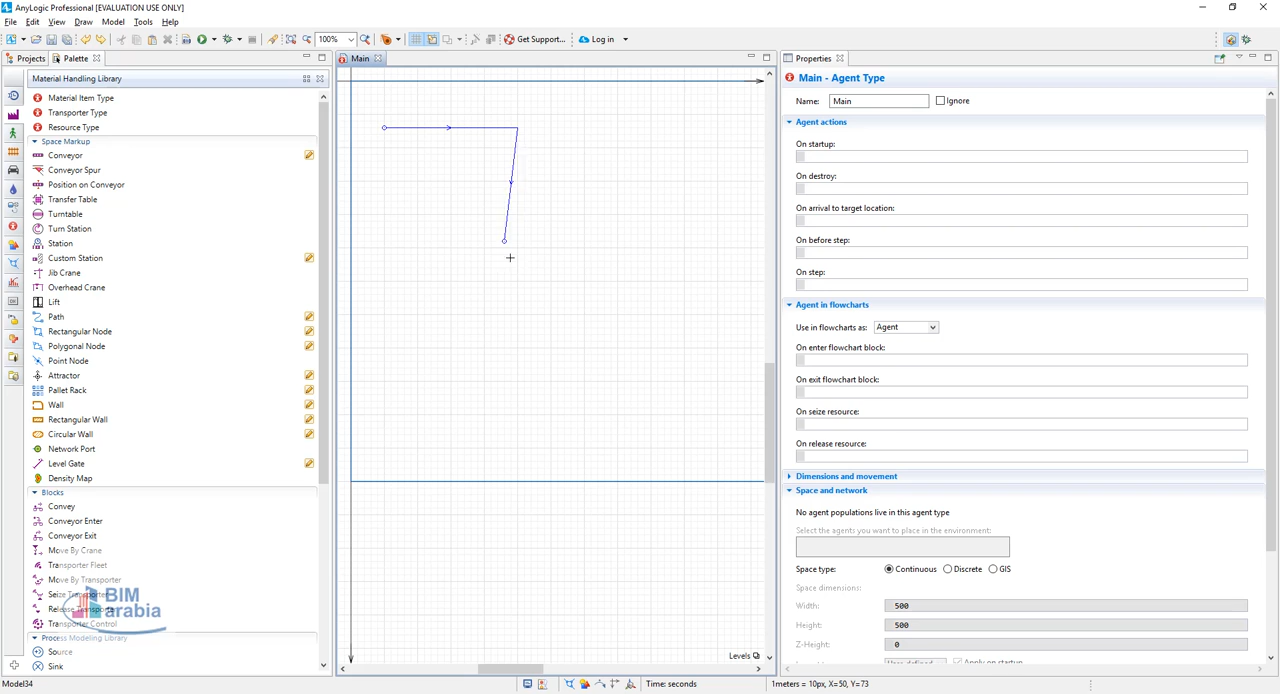 AnyLogic Professional [EVALUATION USE ONLY]
File Edit View Draw Model Tools Help
100% Get Support... Log in
Projects Palette Main Properties
Material Handling Library
Material Item Type
Transporter Type
Resource Type
Space Markup
Conveyor
Conveyor Spur
Position on Conveyor
Transfer Table
Turntable
Turn Station
Station
Custom Station
Jib Crane
Overhead Crane
Lift
Path
Rectangular Node
Polygonal Node
Point Node
Attractor
Pallet Rack
Wall
Rectangular Wall
Circular Wall
Network Port
Level Gate
Density Map
Blocks
Convey
Conveyor Enter
Conveyor Exit
Move By Crane
Transporter Fleet
Move By Transporter
Seize Transporter
Release Transporter
Transporter Control
Process Modeling Library
Source
Sink
BIM
arabia
Levels
Main - Agent Type
Name: Main Ignore
Agent actions
On startup:
On destroy:
On arrival to target location:
On before step:
On step:
Agent in flowcharts
Use in flowcharts as: Agent
On enter flowchart block:
On exit flowchart block:
On seize resource:
On release resource:
Dimensions and movement
Space and network
No agent populations live in this agent type
Select the agents you want to place in the environment:
Space type: Continuous Discrete GIS
Space dimensions:
Width: 500
Height: 500
Z-Height: 0
Apply on startup
Model34 Time: seconds 1meters = 10px, X=50, Y=73